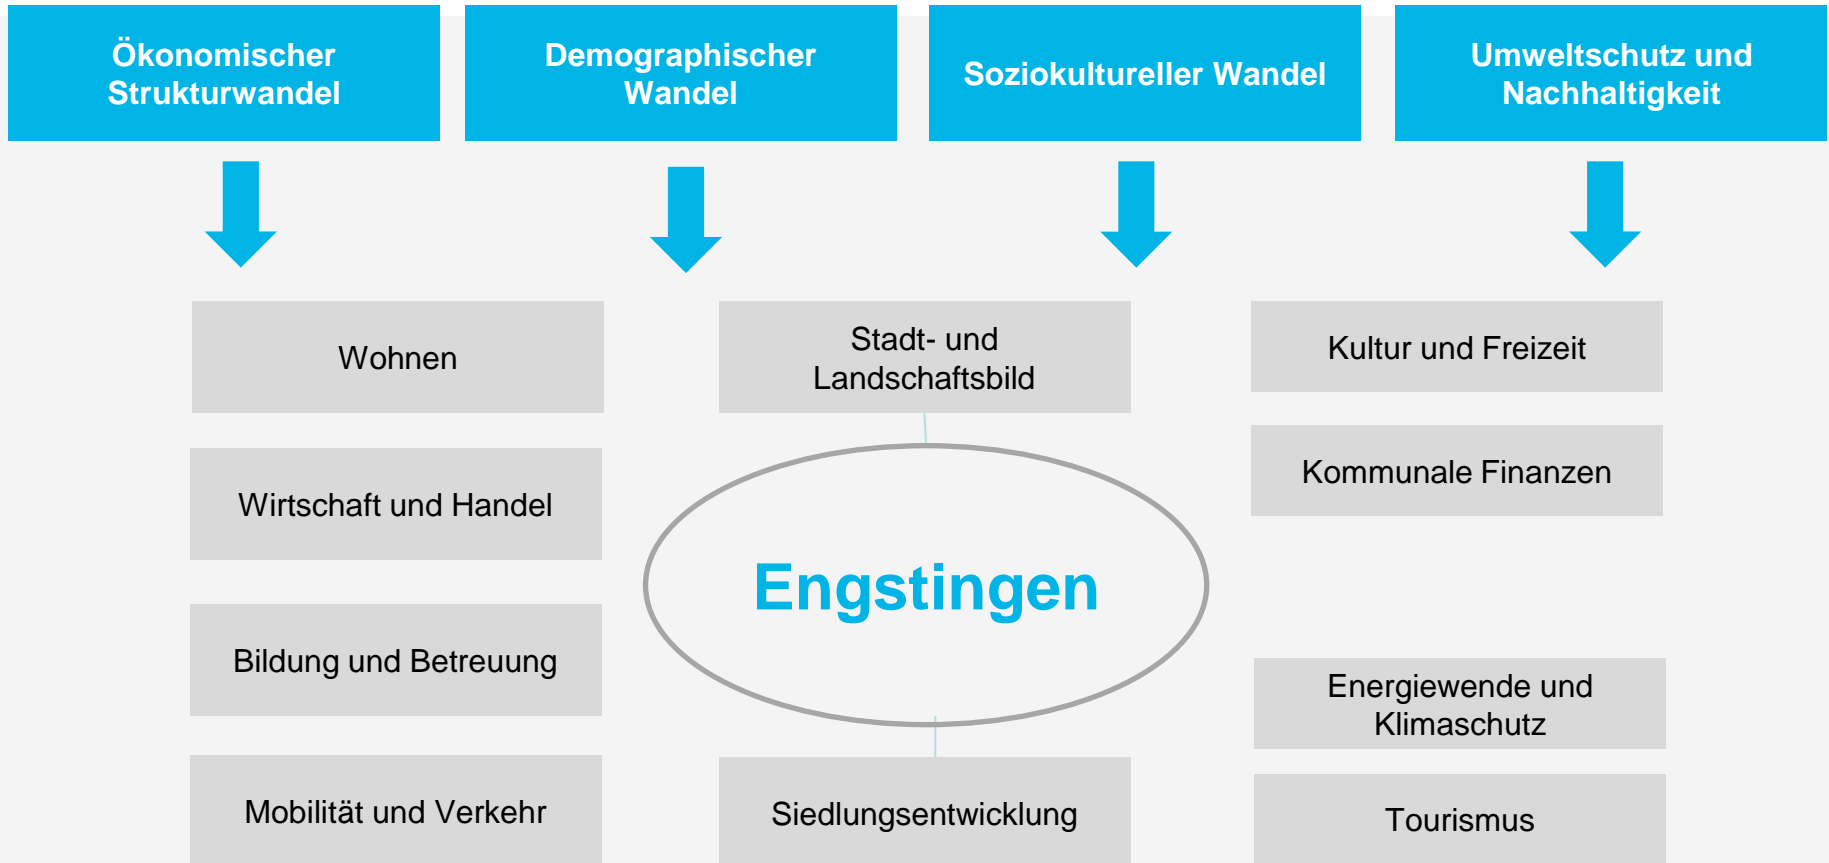 Ökonomischer
Strukturwandel
Demographischer
Wandel
Soziokultureller Wandel
Umweltschutz und
Nachhaltigkeit
Wohnen
Stadt- und
Landschaftsbild
Kultur und Freizeit
Wirtschaft und Handel
Kommunale Finanzen
Engstingen
Bildung und Betreuung
Energiewende und
Klimaschutz
Mobilität und Verkehr
Siedlungsentwicklung
Tourismus